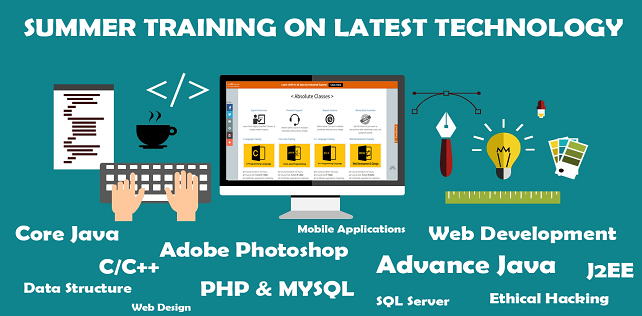 SUMMER TRAINING ON LATEST TECHNOLOGY
</>
< Absolute Classes >
C
Core Java
Mobile Applications
Web Development
Adobe Photoshop
C/C++
Advance Java
J2EE
Data Structure
PHP & MYSQL
SQL Server
Ethical Hacking
Web Design